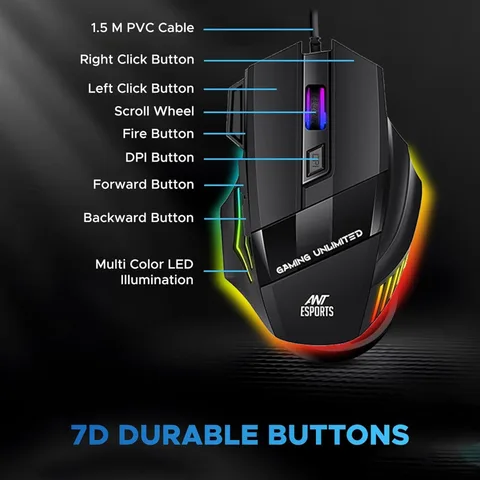 1.5 M PVC Cable
Right Click Button
Left Click Button
Scroll Wheel
Fire Button
DPI Button
Forward Button
Backward Button
Multi Color LED
Illumination
GAMING UNLIMITED
ANT
ESPORTS
7D DURABLE BUTTONS